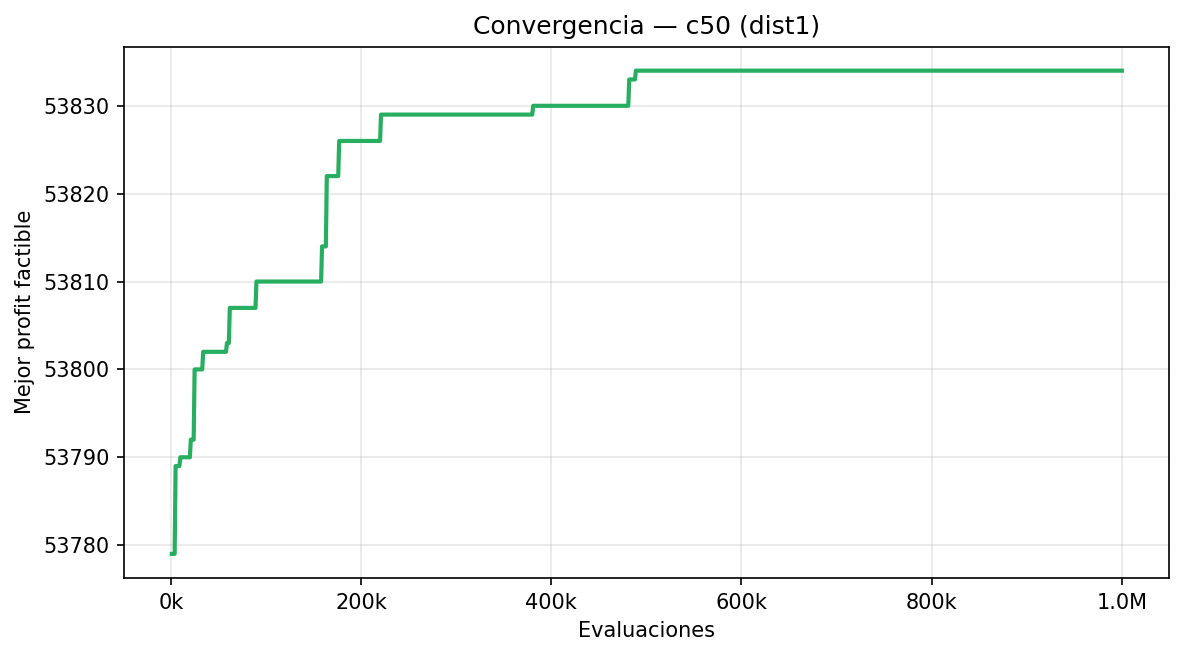 Convergencia — c50 (dist1)
Mejor profit factible
53830
53820
53810
53800
53790
53780
0k 200k 400k 600k 800k 1.0M
Evaluaciones